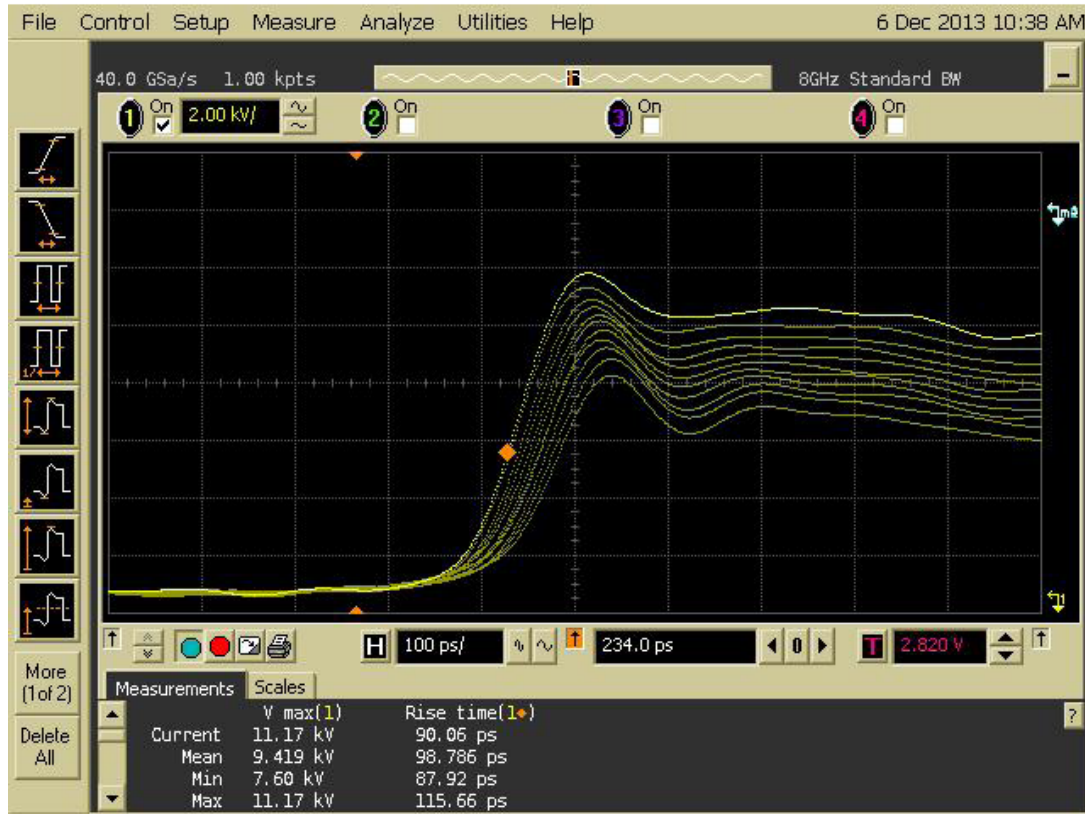 File Control Setup Measure Analyze Utilities Help 6 Dec 2013 10:38 AM
40.0 GSa/s 1.00 kpts 8GHz Standard BW
1 On 2.00 kV/ 2 On 3 On 4 On
H 100 ps/ 234.0 ps 0 T 2.820 V
More
(1of 2)
Delete
All
Measurements Scales
V max(1) Rise time(1◆)
Current 11.17 kV 90.06 ps
Mean 9.419 kV 98.786 ps
Min 7.60 kV 87.92 ps
Max 11.17 kV 115.66 ps
?